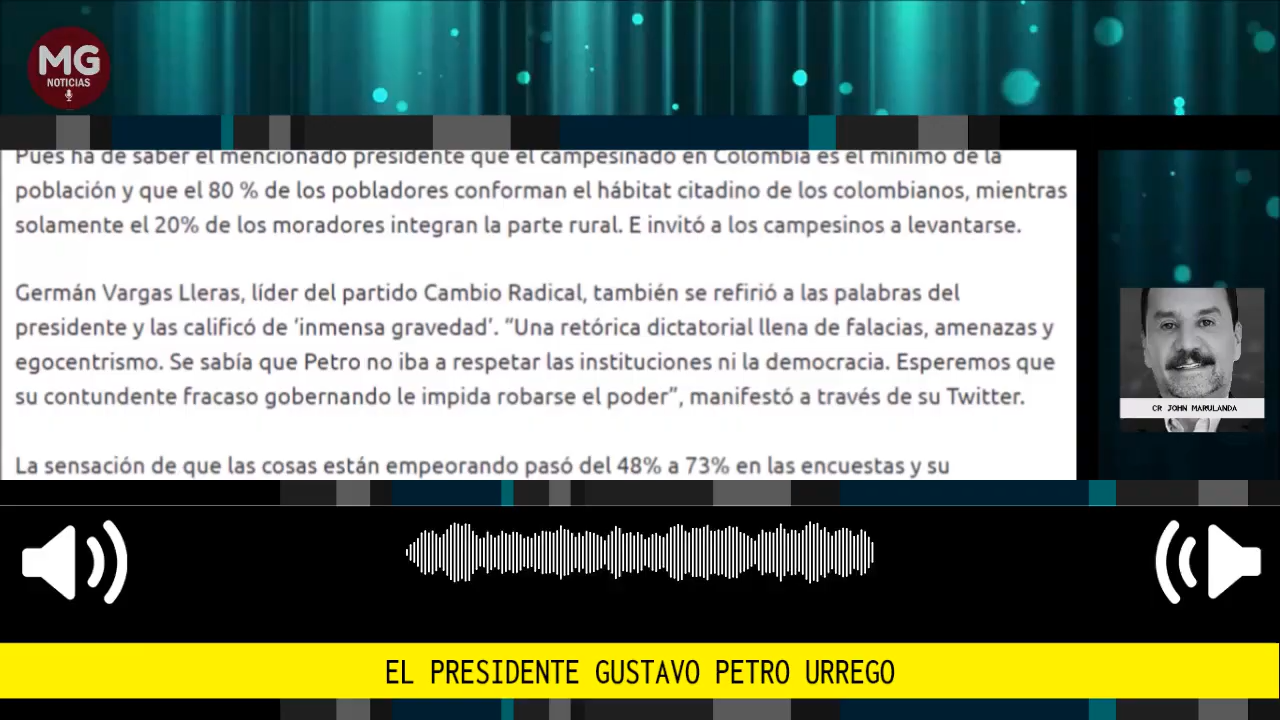 MG
NOTICIAS
Pues ha de saber el mencionado presidente que el campesinado en Colombia es el mínimo de la
población y que el 80 % de los pobladores conforman el hábitat citadino de los colombianos, mientras
solamente el 20% de los moradores integran la parte rural. E invitó a los campesinos a levantarse.
Germán Vargas Lleras, líder del partido Cambio Radical, también se refirió a las palabras del
presidente y las calificó de ‘inmensa gravedad’. “Una retórica dictatorial llena de falacias, amenazas y
egocentrismo. Se sabía que Petro no iba a respetar las instituciones ni la democracia. Esperemos que
su contundente fracaso gobernando le impida robarse el poder”, manifestó a través de su Twitter.
La sensación de que las cosas están empeorando pasó del 48% a 73% en las encuestas y su
CR JOHN MARULANDA
EL PRESIDENTE GUSTAVO PETRO URREGO